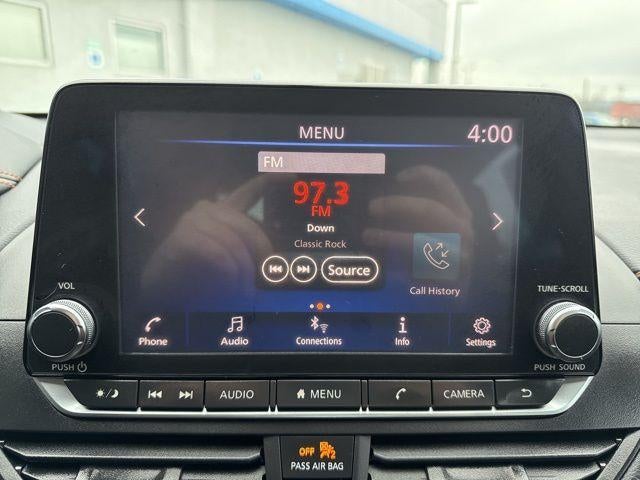 MENU 4:00
FM
97.3
FM
Down
Classic Rock
Source
Call History
VOL
TUNE•SCROLL
Phone Audio Connections Info Settings
PUSH
PUSH SOUND
AUDIO MENU CAMERA
OFF 2
PASS AIR BAG